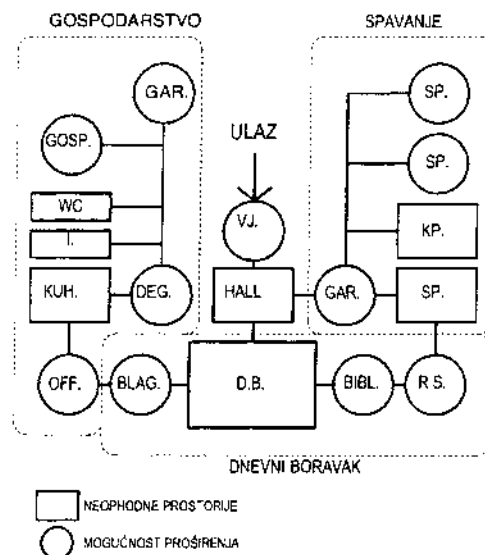 GOSPODARSTVO
SPAVANJE
GAR.
SP.
GOSP.
ULAZ
SP.
WC
VJ.
KP.
I.
KUH.
DEG.
HALL
GAR.
SP.
OFF.
BLAG.
D.B.
BIBL.
R.S.
DNEVNI BORAVAK
NEOPHODNE PROSTORIJE
MOGUĆNOST PROŠIRENJA